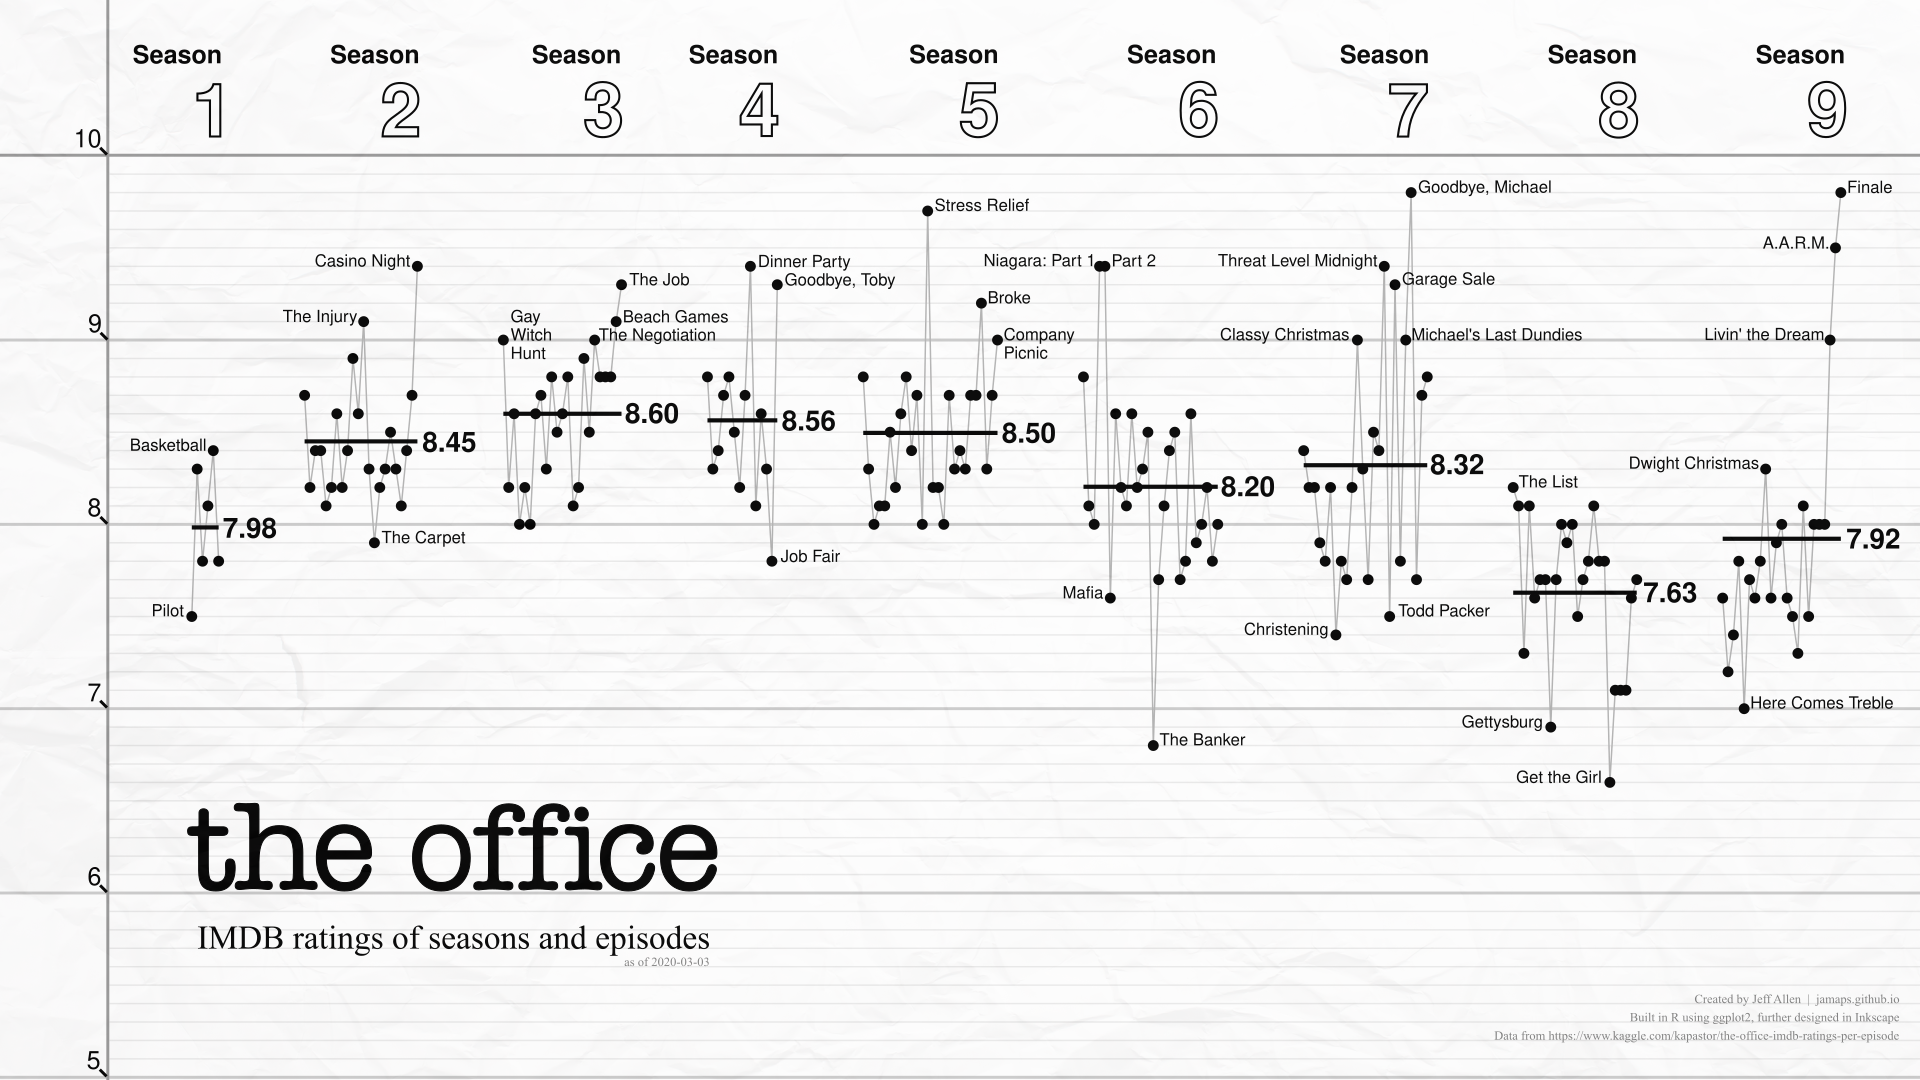 Season Season Season Season Season Season Season Season Season
1 2 3 4 5 6 7 8 9
10
9
8
7
6
5
Basketball
Pilot
7.98
Casino Night
The Injury
8.45
The Carpet
Gay
Witch
Hunt
The Job
Beach Games
The Negotiation
8.60
Dinner Party
Goodbye, Toby
8.56
Job Fair
Stress Relief
Broke
Company
Picnic
8.50
Niagara: Part 1
Part 2
8.20
Mafia
The Banker
Goodbye, Michael
Threat Level Midnight
Garage Sale
Classy Christmas
Michael's Last Dundies
8.32
Todd Packer
Christening
The List
7.63
Gettysburg
Get the Girl
Finale
A.A.R.M.
Livin' the Dream
Dwight Christmas
7.92
Here Comes Treble
the office
IMDB ratings of seasons and episodes
as of 2020-03-03
Created by Jeff Allen | jamaps.github.io
Built in R using ggplot2, further designed in Inkscape
Data from https://www.kaggle.com/kapastor/the-office-imdb-ratings-per-episode